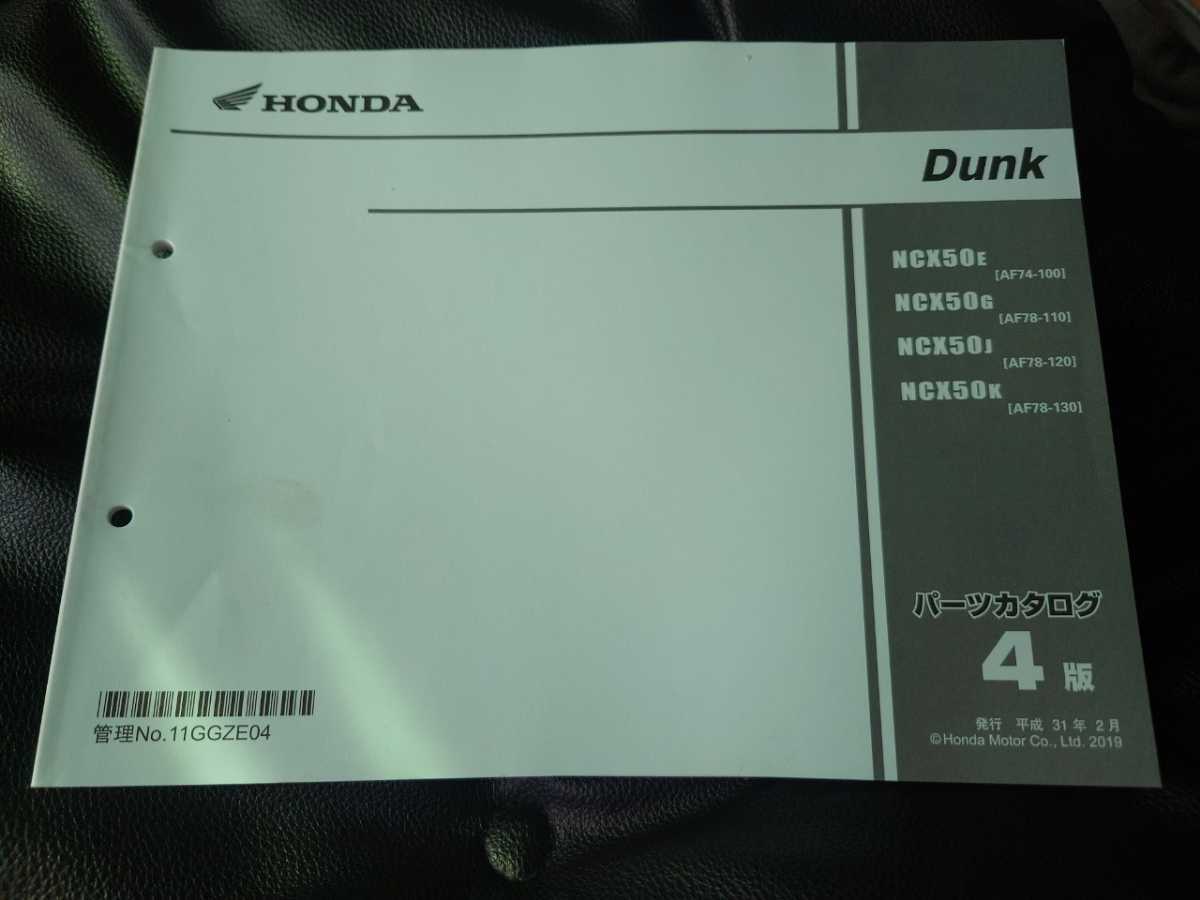 HONDA
Dunk
NCX50E
[AF74-100]
NCX50G
[AF78-110]
NCX50J
[AF78-120]
NCX50K
[AF78-130]
パーツカタログ
4版
発行 平成 31 年 2 月
©Honda Motor Co., Ltd. 2019
管理No.11GGZE04